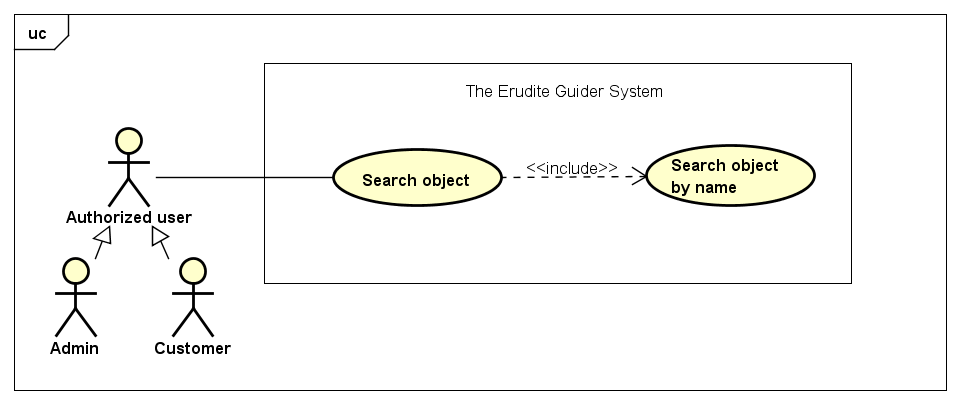 uc
The Erudite Guider System
Authorized user
Search object
<<include>>
Search object
by name
Admin
Customer